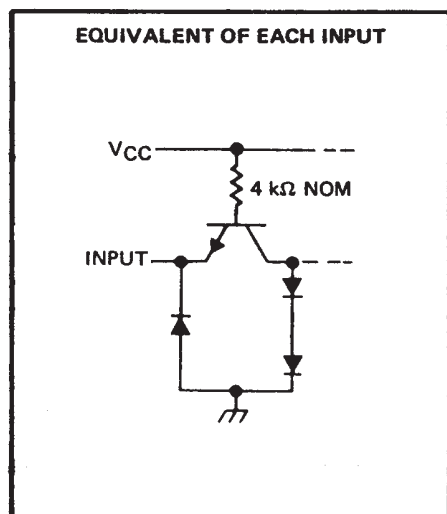 EQUIVALENT OF EACH INPUT
VCC
4 kΩ NOM
INPUT